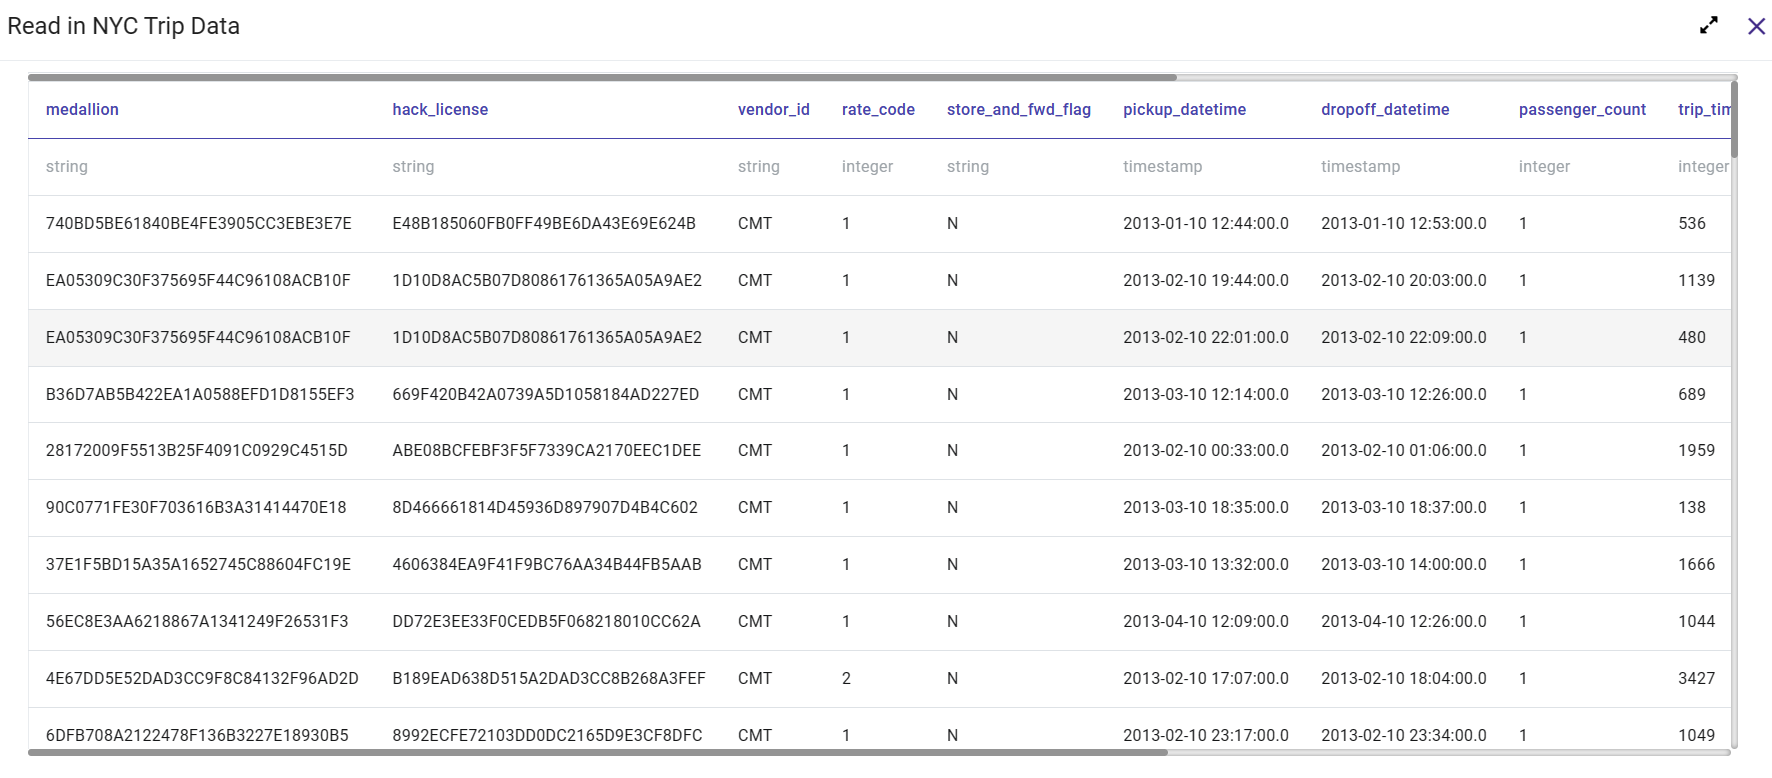 Read in NYC Trip Data
medallion hack_license vendor_id rate_code store_and_fwd_flag pickup_datetime dropoff_datetime passenger_count trip_tim
string string string integer string timestamp timestamp integer integer
740BD5BE61840BE4FE3905CC3EBE3E7E E48B185060FB0FF49BE6DA43E69E624B CMT 1 N 2013-01-10 12:44:00.0 2013-01-10 12:53:00.0 1 536
EA05309C30F375695F44C96108ACB10F 1D10D8AC5B07D80861761365A05A9AE2 CMT 1 N 2013-02-10 19:44:00.0 2013-02-10 20:03:00.0 1 1139
EA05309C30F375695F44C96108ACB10F 1D10D8AC5B07D80861761365A05A9AE2 CMT 1 N 2013-02-10 22:01:00.0 2013-02-10 22:09:00.0 1 480
B36D7AB5B422EA1A0588EFD1D8155EF3 669F420B42A0739A5D1058184AD227ED CMT 1 N 2013-03-10 12:14:00.0 2013-03-10 12:26:00.0 1 689
28172009F5513B25F4091C0929C4515D ABE08BCFEBF3F5F7339CA2170EEC1DEE CMT 1 N 2013-02-10 00:33:00.0 2013-02-10 01:06:00.0 1 1959
90C0771FE30F703616B3A31414470E18 8D466661814D45936D897907D4B4C602 CMT 1 N 2013-03-10 18:35:00.0 2013-03-10 18:37:00.0 1 138
37E1F5BD15A35A1652745C88604FC19E 4606384EA9F41F9BC76AA34B44FB5AAB CMT 1 N 2013-03-10 13:32:00.0 2013-03-10 14:00:00.0 1 1666
56EC8E3AA6218867A1341249F26531F3 DD72E3EE33F0CEDB5F068218010CC62A CMT 1 N 2013-04-10 12:09:00.0 2013-04-10 12:26:00.0 1 1044
4E67DD5E52DAD3CC9F8C84132F96AD2D B189EAD638D515A2DAD3CC8B268A3FEF CMT 2 N 2013-02-10 17:07:00.0 2013-02-10 18:04:00.0 1 3427
6DFB708A2122478F136B3227E18930B5 8992ECFE72103DD0DC2165D9E3CF8DFC CMT 1 N 2013-02-10 23:17:00.0 2013-02-10 23:34:00.0 1 1049